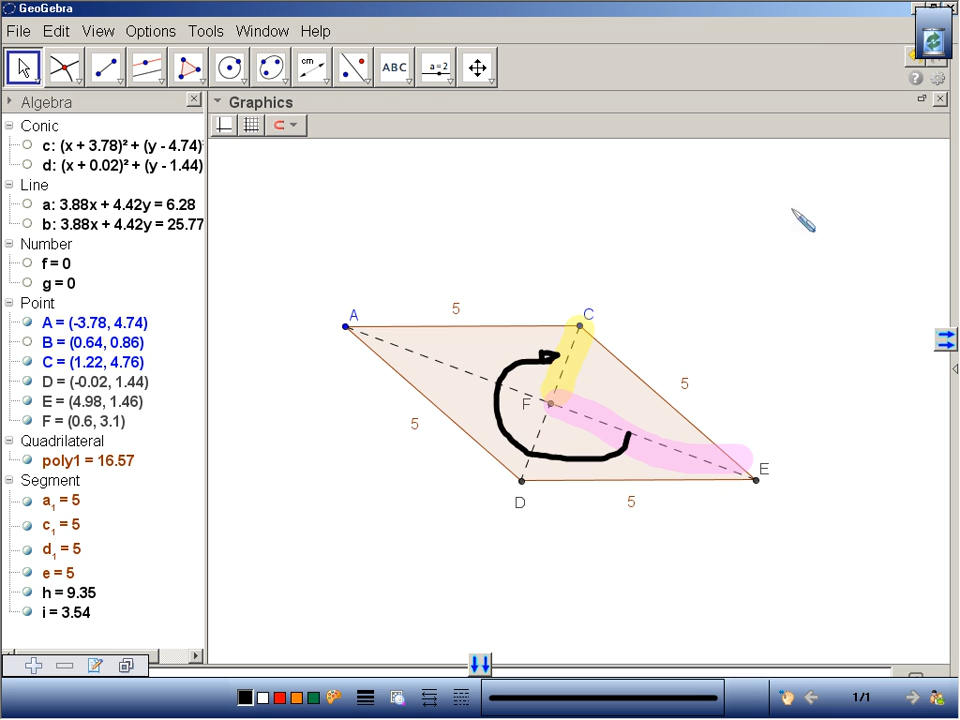 GeoGebra
File Edit View Options Tools Window Help
cm ABC a = 2
Algebra
Graphics
Conic
c: (x + 3.78)² + (y - 4.74)
d: (x + 0.02)² + (y - 1.44)
Line
a: 3.88x + 4.42y = 6.28
b: 3.88x + 4.42y = 25.77
Number
f = 0
g = 0
Point
A = (-3.78, 4.74)
B = (0.64, 0.86)
C = (1.22, 4.76)
D = (-0.02, 1.44)
E = (4.98, 1.46)
F = (0.6, 3.1)
Quadrilateral
poly1 = 16.57
Segment
a₁ = 5
c₁ = 5
d₁ = 5
e = 5
h = 9.35
i = 3.54
A
5
C
5
F
5
E
D
5
1/1